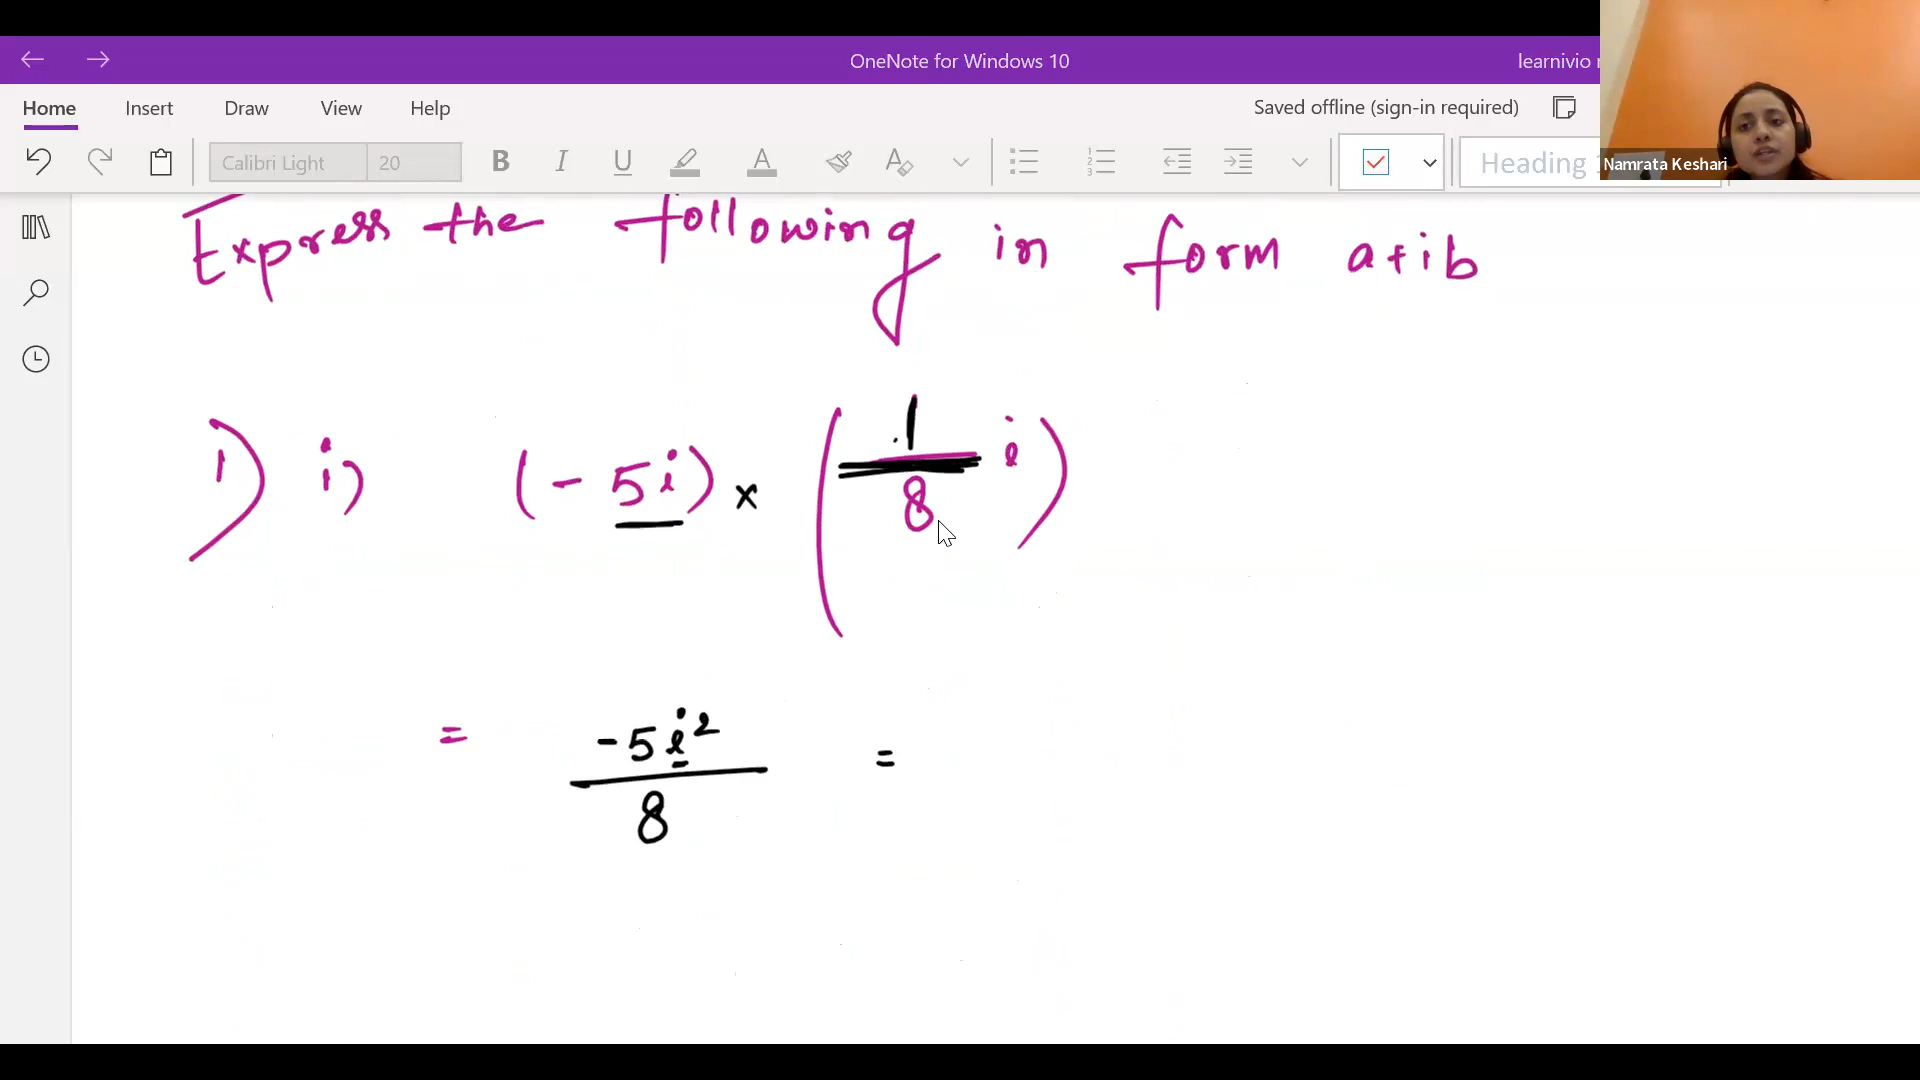 OneNote for Windows 10
learnivio
Home Insert Draw View Help
Saved offline (sign-in required)
Calibri Light 20 B I U A A
Heading
Namrata Keshari
Express the following in form a+ib
1) i) (- 5i) × ( 1/8 i )
= -5i²/8 =